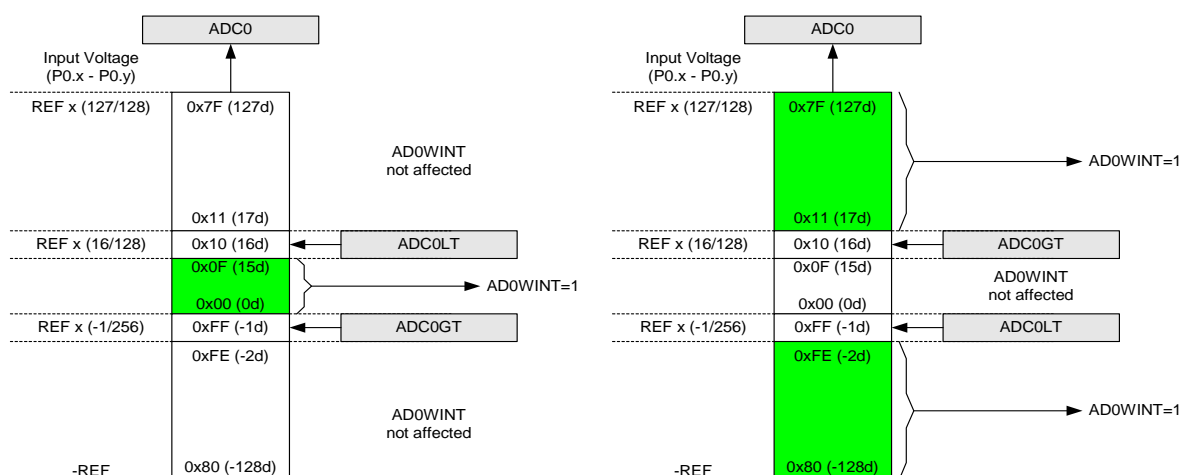 ADC0
Input Voltage
(P0.x - P0.y)
REF x (127/128)
0x7F (127d)
AD0WINT
not affected
0x11 (17d)
REF x (16/128)
0x10 (16d)
ADC0LT
0x0F (15d)
AD0WINT=1
0x00 (0d)
REF x (-1/256)
0xFF (-1d)
ADC0GT
0xFE (-2d)
AD0WINT
not affected
-REF
0x80 (-128d)
ADC0
Input Voltage
(P0.x - P0.y)
REF x (127/128)
0x7F (127d)
AD0WINT=1
0x11 (17d)
REF x (16/128)
0x10 (16d)
ADC0GT
0x0F (15d)
AD0WINT
not affected
0x00 (0d)
REF x (-1/256)
0xFF (-1d)
ADC0LT
0xFE (-2d)
AD0WINT=1
-REF
0x80 (-128d)